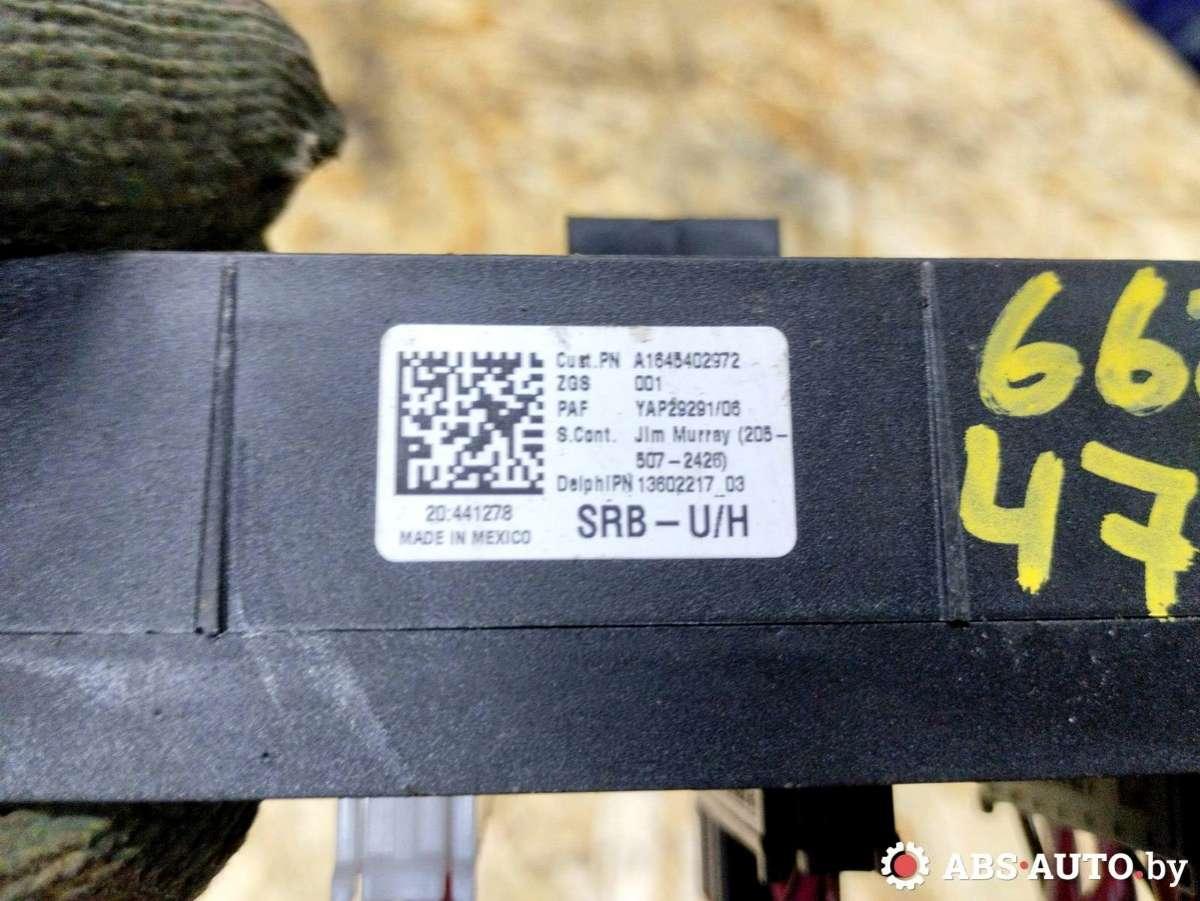 Cust.PN A1645402972
ZGS 001
PAF YAP29291/06
S.Cont. Jim Murray (205-
507-2426)
DelphiPN 13602217_03
20:441278
MADE IN MEXICO
SRB-U/H
66
47
ABS-AUTO.by